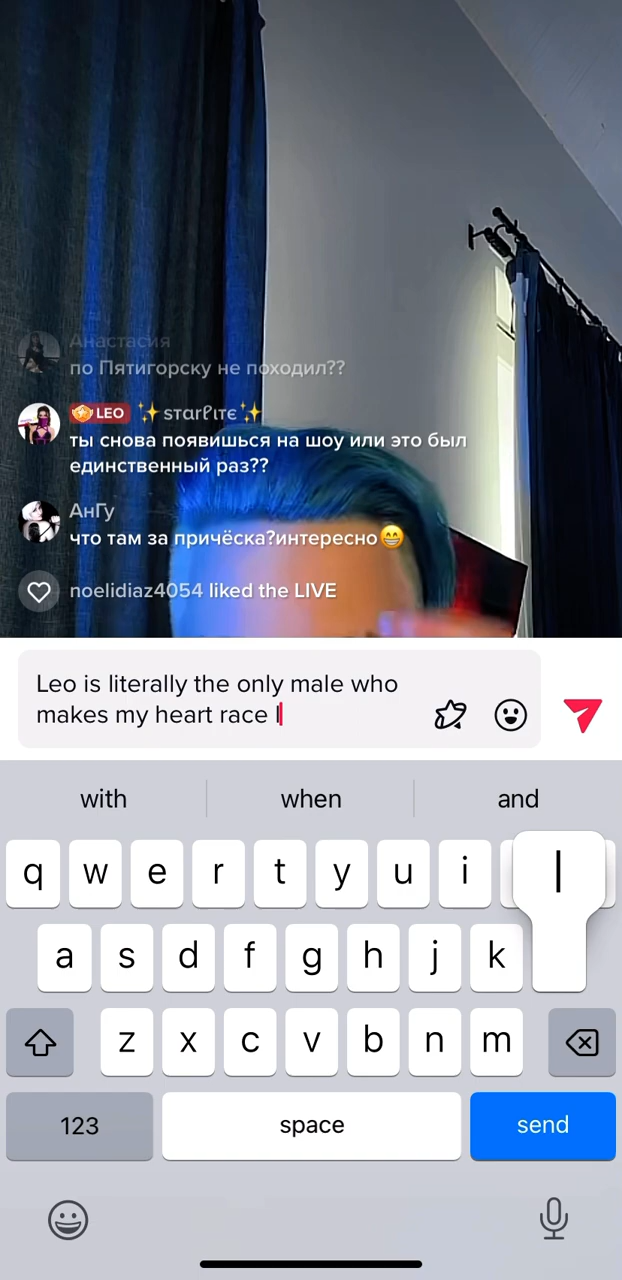 Анастасия
по Пятигорску не походил??
LEO ✨sтαrℓιтє✨
ты снова появишься на шоу или это был
единственный раз??
АнГу
что там за причёска?интересно😁
noelidiaz4054 liked the LIVE
Leo is literally the only male who
makes my heart race l
with when and
q w e r t y u i l
a s d f g h j k
z x c v b n m
123 space send